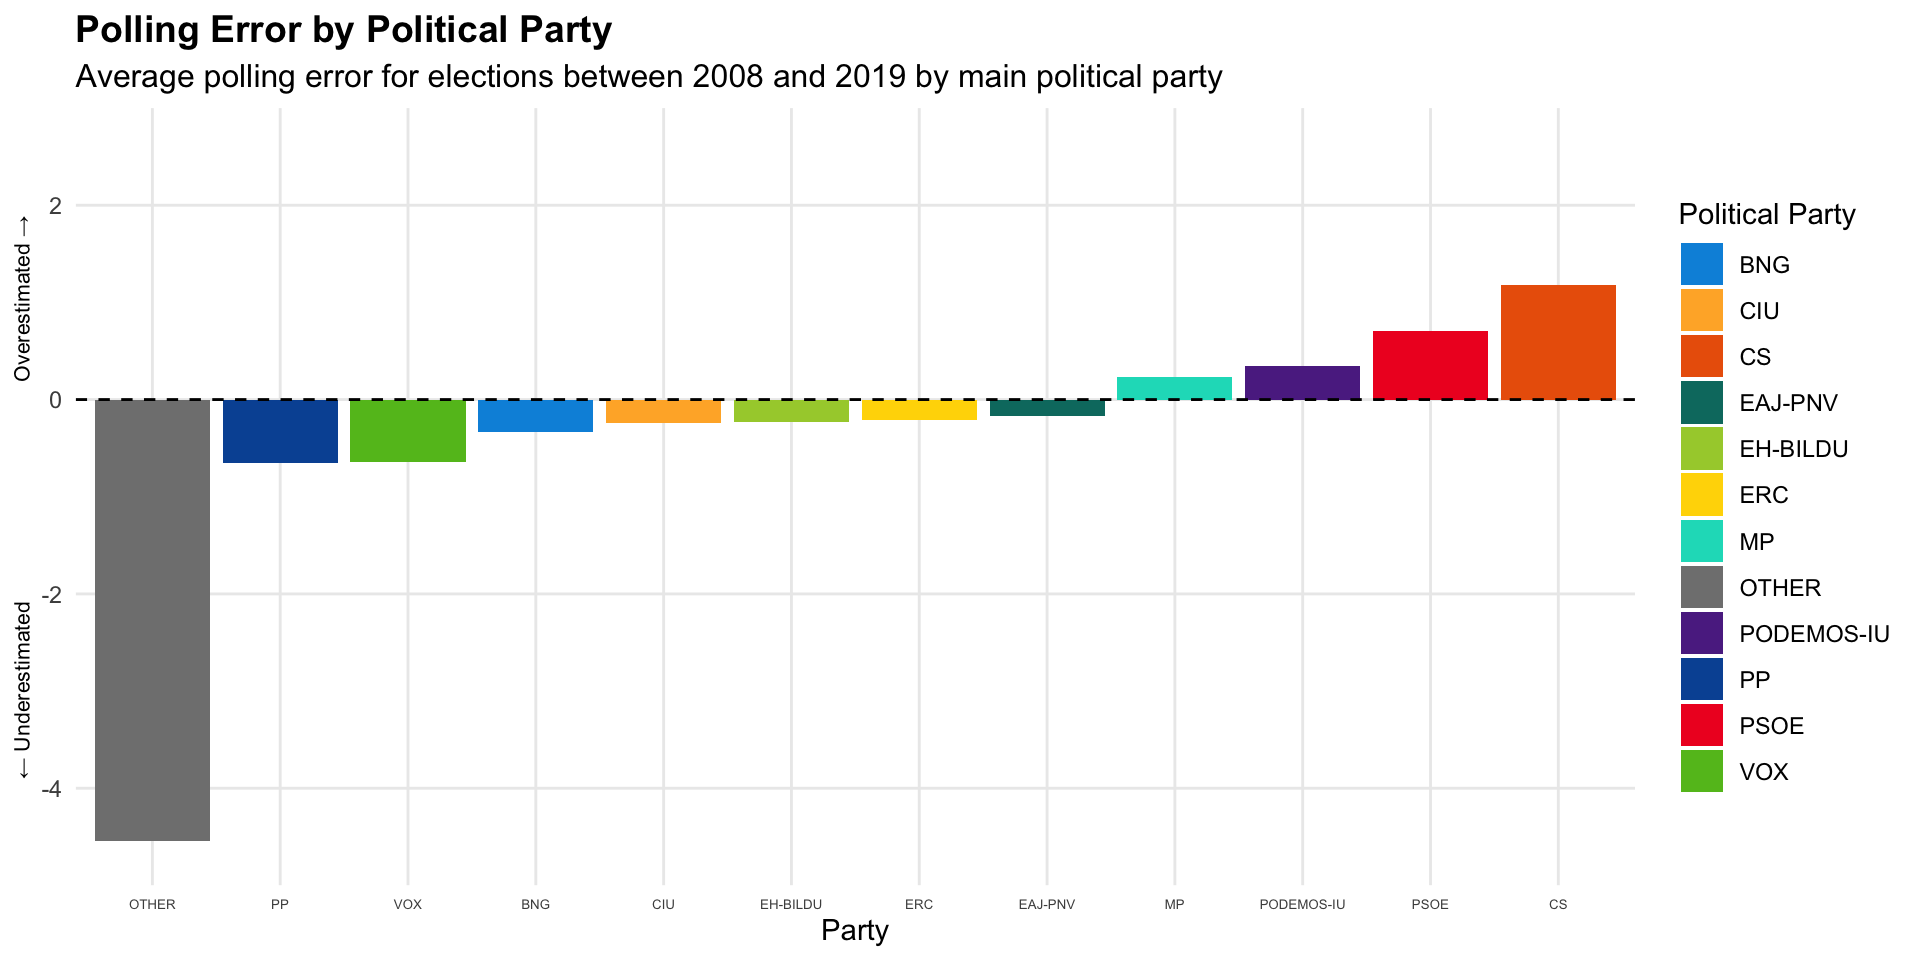 Polling Error by Political Party
Average polling error for elections between 2008 and 2019 by main political party
Overestimated →
← Underestimated
2
0
-2
-4
OTHER PP VOX BNG CIU EH-BILDU ERC EAJ-PNV MP PODEMOS-IU PSOE CS
Party
Political Party
BNG
CIU
CS
EAJ-PNV
EH-BILDU
ERC
MP
OTHER
PODEMOS-IU
PP
PSOE
VOX